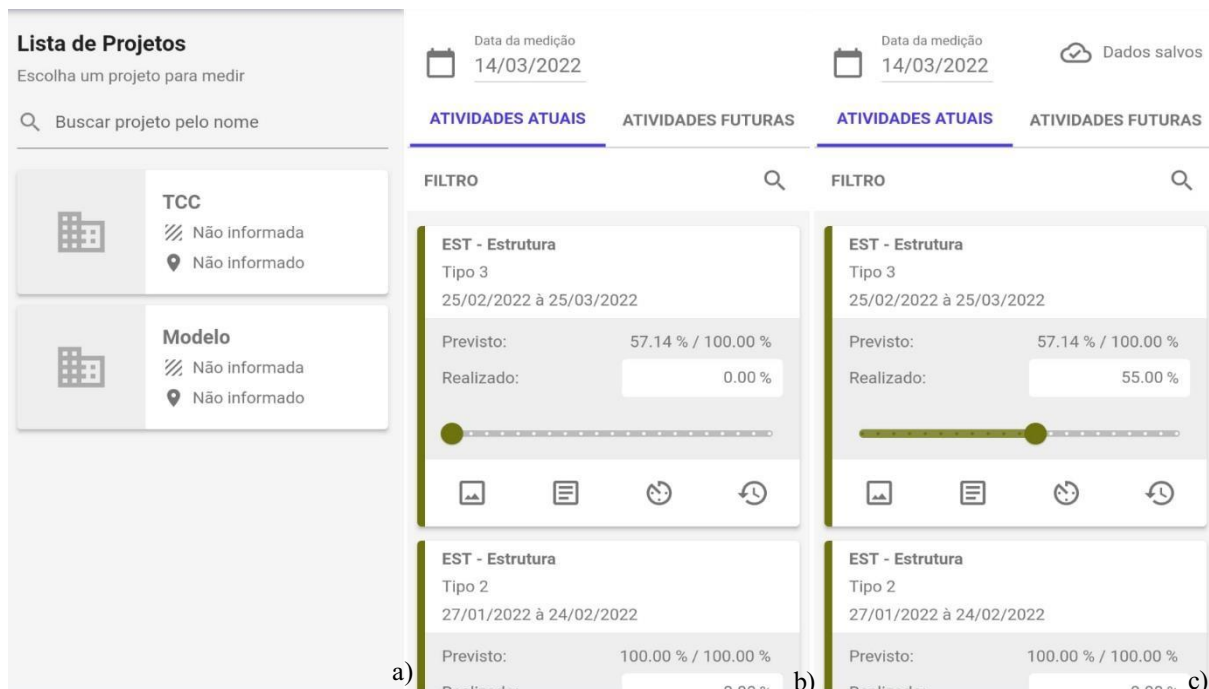 Lista de Projetos
Escolha um projeto para medir
Buscar projeto pelo nome
TCC
Não informada
Não informado
Modelo
Não informada
Não informado
a)
Data da medição
14/03/2022
ATIVIDADES ATUAIS ATIVIDADES FUTURAS
FILTRO
EST - Estrutura
Tipo 3
25/02/2022 à 25/03/2022
Previsto: 57.14 % / 100.00 %
Realizado: 0.00 %
EST - Estrutura
Tipo 2
27/01/2022 à 24/02/2022
Previsto: 100.00 % / 100.00 %
b)
Data da medição
14/03/2022
Dados salvos
ATIVIDADES ATUAIS ATIVIDADES FUTURAS
FILTRO
EST - Estrutura
Tipo 3
25/02/2022 à 25/03/2022
Previsto: 57.14 % / 100.00 %
Realizado: 55.00 %
EST - Estrutura
Tipo 2
27/01/2022 à 24/02/2022
Previsto: 100.00 % / 100.00 %
c)